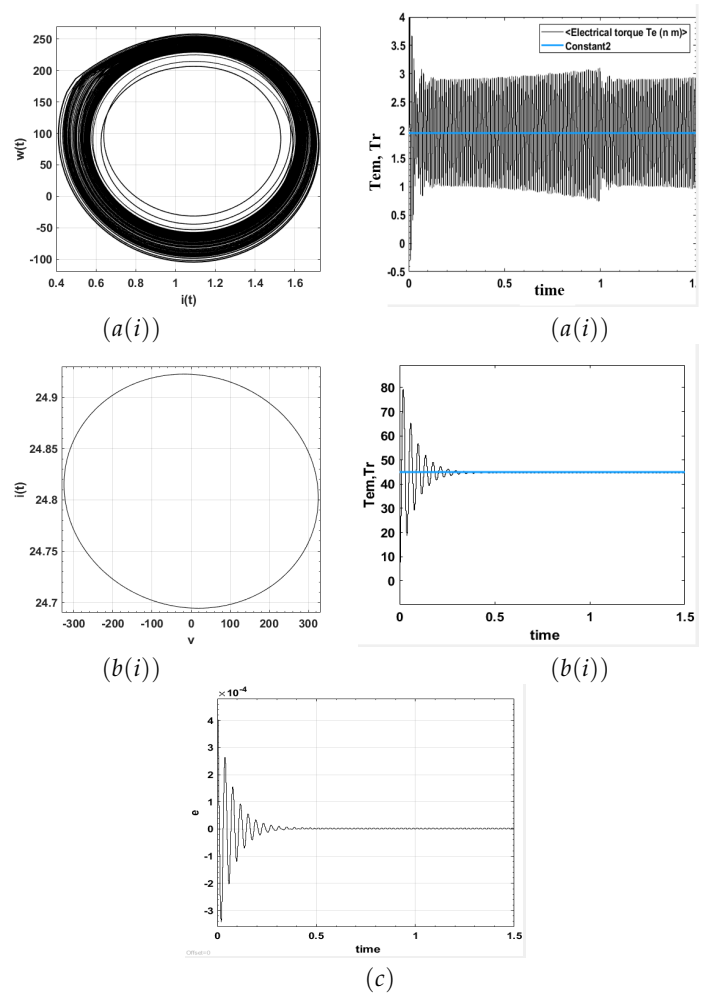 250
200
150
100
50
0
-50
-100
w(t)
0.4 0.6 0.8 1.0 1.2 1.4 1.6
i(t)
(a(i))
4
3.5
3
2.5
2
1.5
1
0.5
0
-0.5
Tem, Tr
<Electrical torque Te (n m)>
Constant2
0 0.5 1 1.
time
(a(i))
24.9
24.85
24.8
24.75
24.7
i(t)
-300 -200 -100 0 100 200 300
v
(b(i))
80
70
60
50
40
30
20
10
0
Tem,Tr
0 0.5 1 1.5
time
(b(i))
×10-4
4
3
2
1
0
-1
-2
-3
e
0 0.5 1 1.5
time
Offset=0
(c)